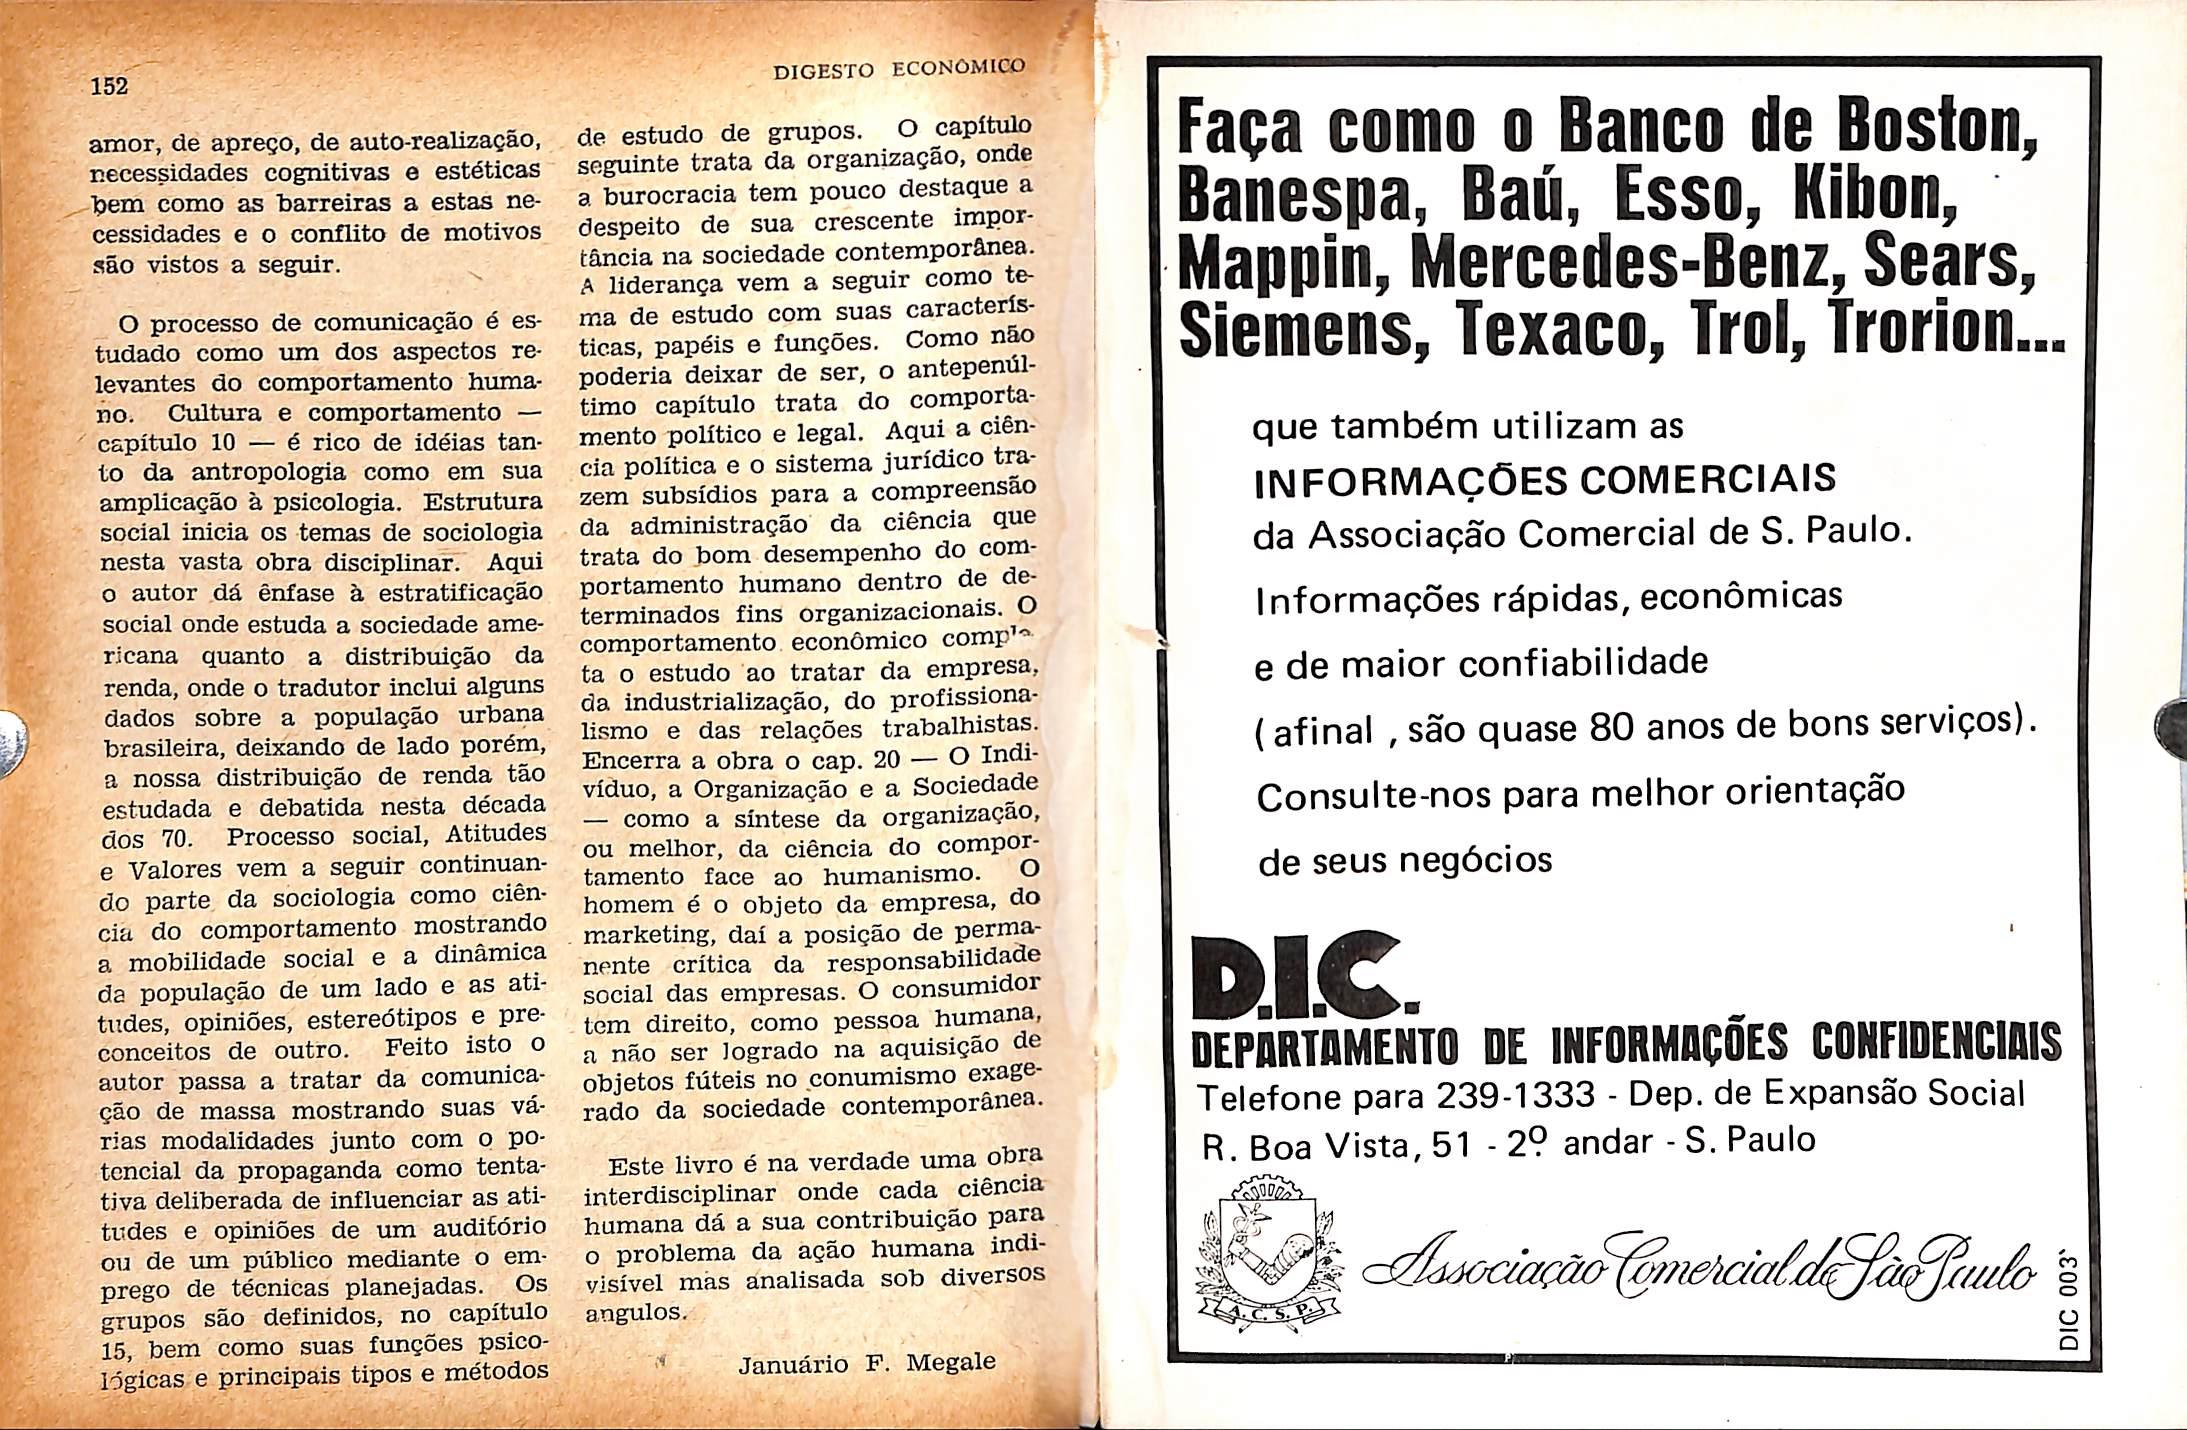 152
DIGESTO ECONÔMICO
amor, de apreço, de auto-realização,
necessidades cognitivas e estéticas
bem como as barreiras a estas ne-
cessidades e o conflito de motivos
são vistos a seguir.
O processo de comunicação é es-
tudado como um dos aspectos re-
levantes do comportamento huma-
no. Cultura e comportamento —
capítulo 10 — é rico de idéias tan-
to da antropologia como em sua
amplicação à psicologia. Estrutura
social inicia os temas de sociologia
nesta vasta obra disciplinar. Aqui
o autor dá ênfase à estratificação
social onde estuda a sociedade ame-
ricana quanto a distribuição da
renda, onde o tradutor inclui alguns
dados sobre a população urbana
brasileira, deixando de lado porém,
a nossa distribuição de renda tão
estudada e debatida nesta década
dos 70. Processo social, Atitudes
e Valores vem a seguir continuan-
do parte da sociologia como ciên-
cia do comportamento mostrando
a mobilidade social e a dinâmica
da população de um lado e as ati-
tudes, opiniões, estereótipos e pre-
conceitos de outro. Feito isto o
autor passa a tratar da comunica-
ção de massa mostrando suas vá-
rias modalidades junto com o po-
tencial da propaganda como tenta-
tiva deliberada de influenciar as ati-
tudes e opiniões de um auditório
ou de um público mediante o em-
prego de técnicas planejadas. Os
grupos são definidos, no capítulo
15, bem como suas funções psico-
lógicas e principais tipos e métodos
de estudo de grupos. O capítulo
seguinte trata da organização, onde
a burocracia tem pouco destaque a
despeito de sua crescente impor-
tância na sociedade contemporânea.
A liderança vem a seguir como te-
ma de estudo com suas caracterís-
ticas, papéis e funções. Como não
poderia deixar de ser, o antepenúl-
timo capítulo trata do comporta-
mento político e legal. Aqui a ciên-
cia política e o sistema jurídico tra-
zem subsídios para a compreensão
da administração da ciência que
trata do bom desempenho do com-
portamento humano dentro de de-
terminados fins organizacionais. O
comportamento econômico comple-
ta o estudo ao tratar da empresa,
da industrialização, do profissiona-
lismo e das relações trabalhistas.
Encerra a obra o cap. 20 — O Indi-
víduo, a Organização e a Sociedade
— como a síntese da organização,
ou melhor, da ciência do compor-
tamento face ao humanismo. O
homem é o objeto da empresa, do
marketing, daí a posição de perma-
nente crítica da responsabilidade
social das empresas. O consumidor
tem direito, como pessoa humana,
a não ser logrado na aquisição de
objetos fúteis no conumismo exage-
rado da sociedade contemporânea.
Este livro é na verdade uma obra
interdisciplinar onde cada ciência
humana dá a sua contribuição para
o problema da ação humana indi-
visível mas analisada sob diversos
angulos.
Januário F. Megale
Faça como o Banco de Boston,
Banespa, Baú, Esso, Kibon,
Mappin, Mercedes-Benz, Sears,
Siemens, Texaco, Trol, Trorion...
que também utilizam as
INFORMAÇÕES COMERCIAIS
da Associação Comercial de S. Paulo.
Informações rápidas, econômicas
e de maior confiabilidade
(afinal, são quase 80 anos de bons serviços).
Consulte-nos para melhor orientação
de seus negócios
D.I.C.
DEPARTAMENTO DE INFORMAÇÕES CONFIDENCIAIS
Telefone para 239-1333 - Dep. de Expansão Social
R. Boa Vista, 51 - 2º andar - S. Paulo
A.C.S.P.
Associação Comercial de São Paulo
DIC 003